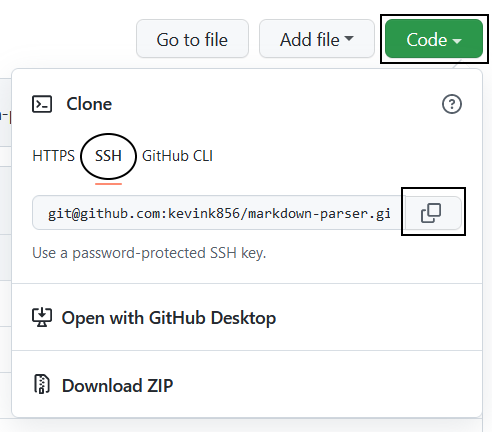 Go to file Add file Code
Clone
HTTPS SSH GitHub CLI
git@github.com:kevink856/markdown-parser.gi
Use a password-protected SSH key.
Open with GitHub Desktop
Download ZIP